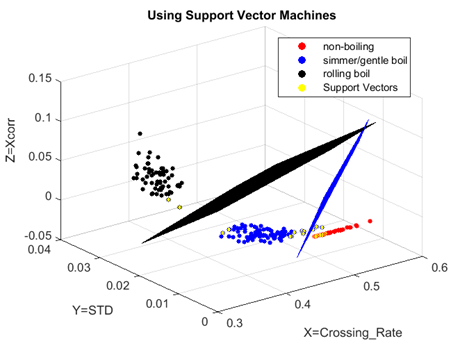 Using Support Vector Machines
non-boiling
simmer/gentle boil
rolling boil
Support Vectors
Z=Xcorr
0.15
0.1
0.05
0
-0.05
0.04
0.03
0.02
0.01
0
Y=STD
0.3
0.4
0.5
0.6
X=Crossing_Rate